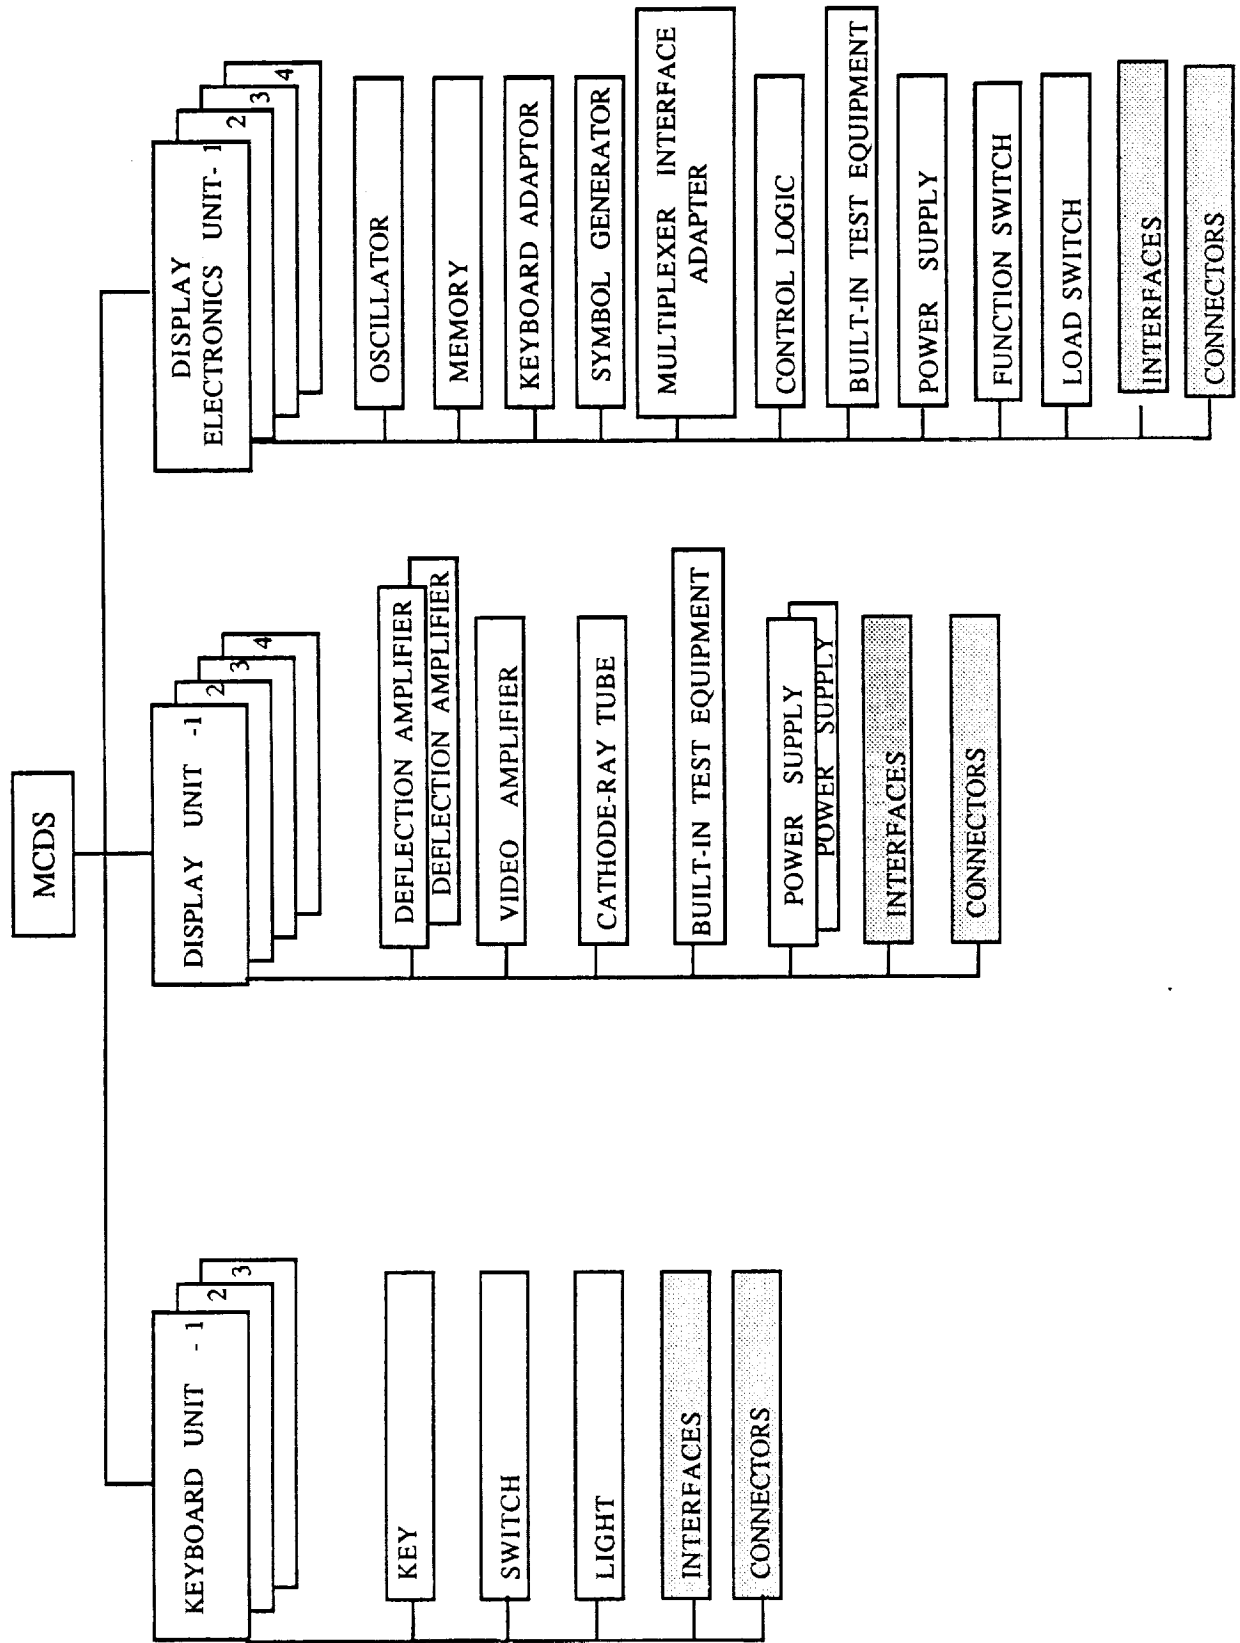 MCDS
KEYBOARD UNIT - 1
2
3
KEY
SWITCH
LIGHT
INTERFACES
CONNECTORS
DISPLAY UNIT -1
2
3
4
DEFLECTION AMPLIFIER
DEFLECTION AMPLIFIER
VIDEO AMPLIFIER
CATHODE-RAY TUBE
BUILT-IN TEST EQUIPMENT
POWER SUPPLY
POWER SUPPLY
INTERFACES
CONNECTORS
DISPLAY
ELECTRONICS UNIT- 1
2
3
4
OSCILLATOR
MEMORY
KEYBOARD ADAPTOR
SYMBOL GENERATOR
MULTIPLEXER INTERFACE
ADAPTER
CONTROL LOGIC
BUILT-IN TEST EQUIPMENT
POWER SUPPLY
FUNCTION SWITCH
LOAD SWITCH
INTERFACES
CONNECTORS